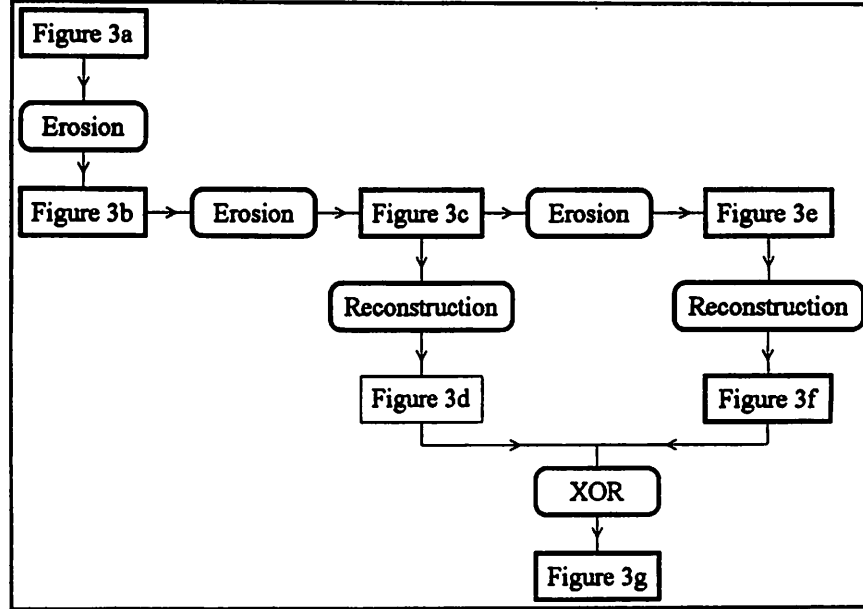 Figure 3a
Erosion
Figure 3b
Erosion
Figure 3c
Erosion
Figure 3e
Reconstruction
Reconstruction
Figure 3d
Figure 3f
XOR
Figure 3g